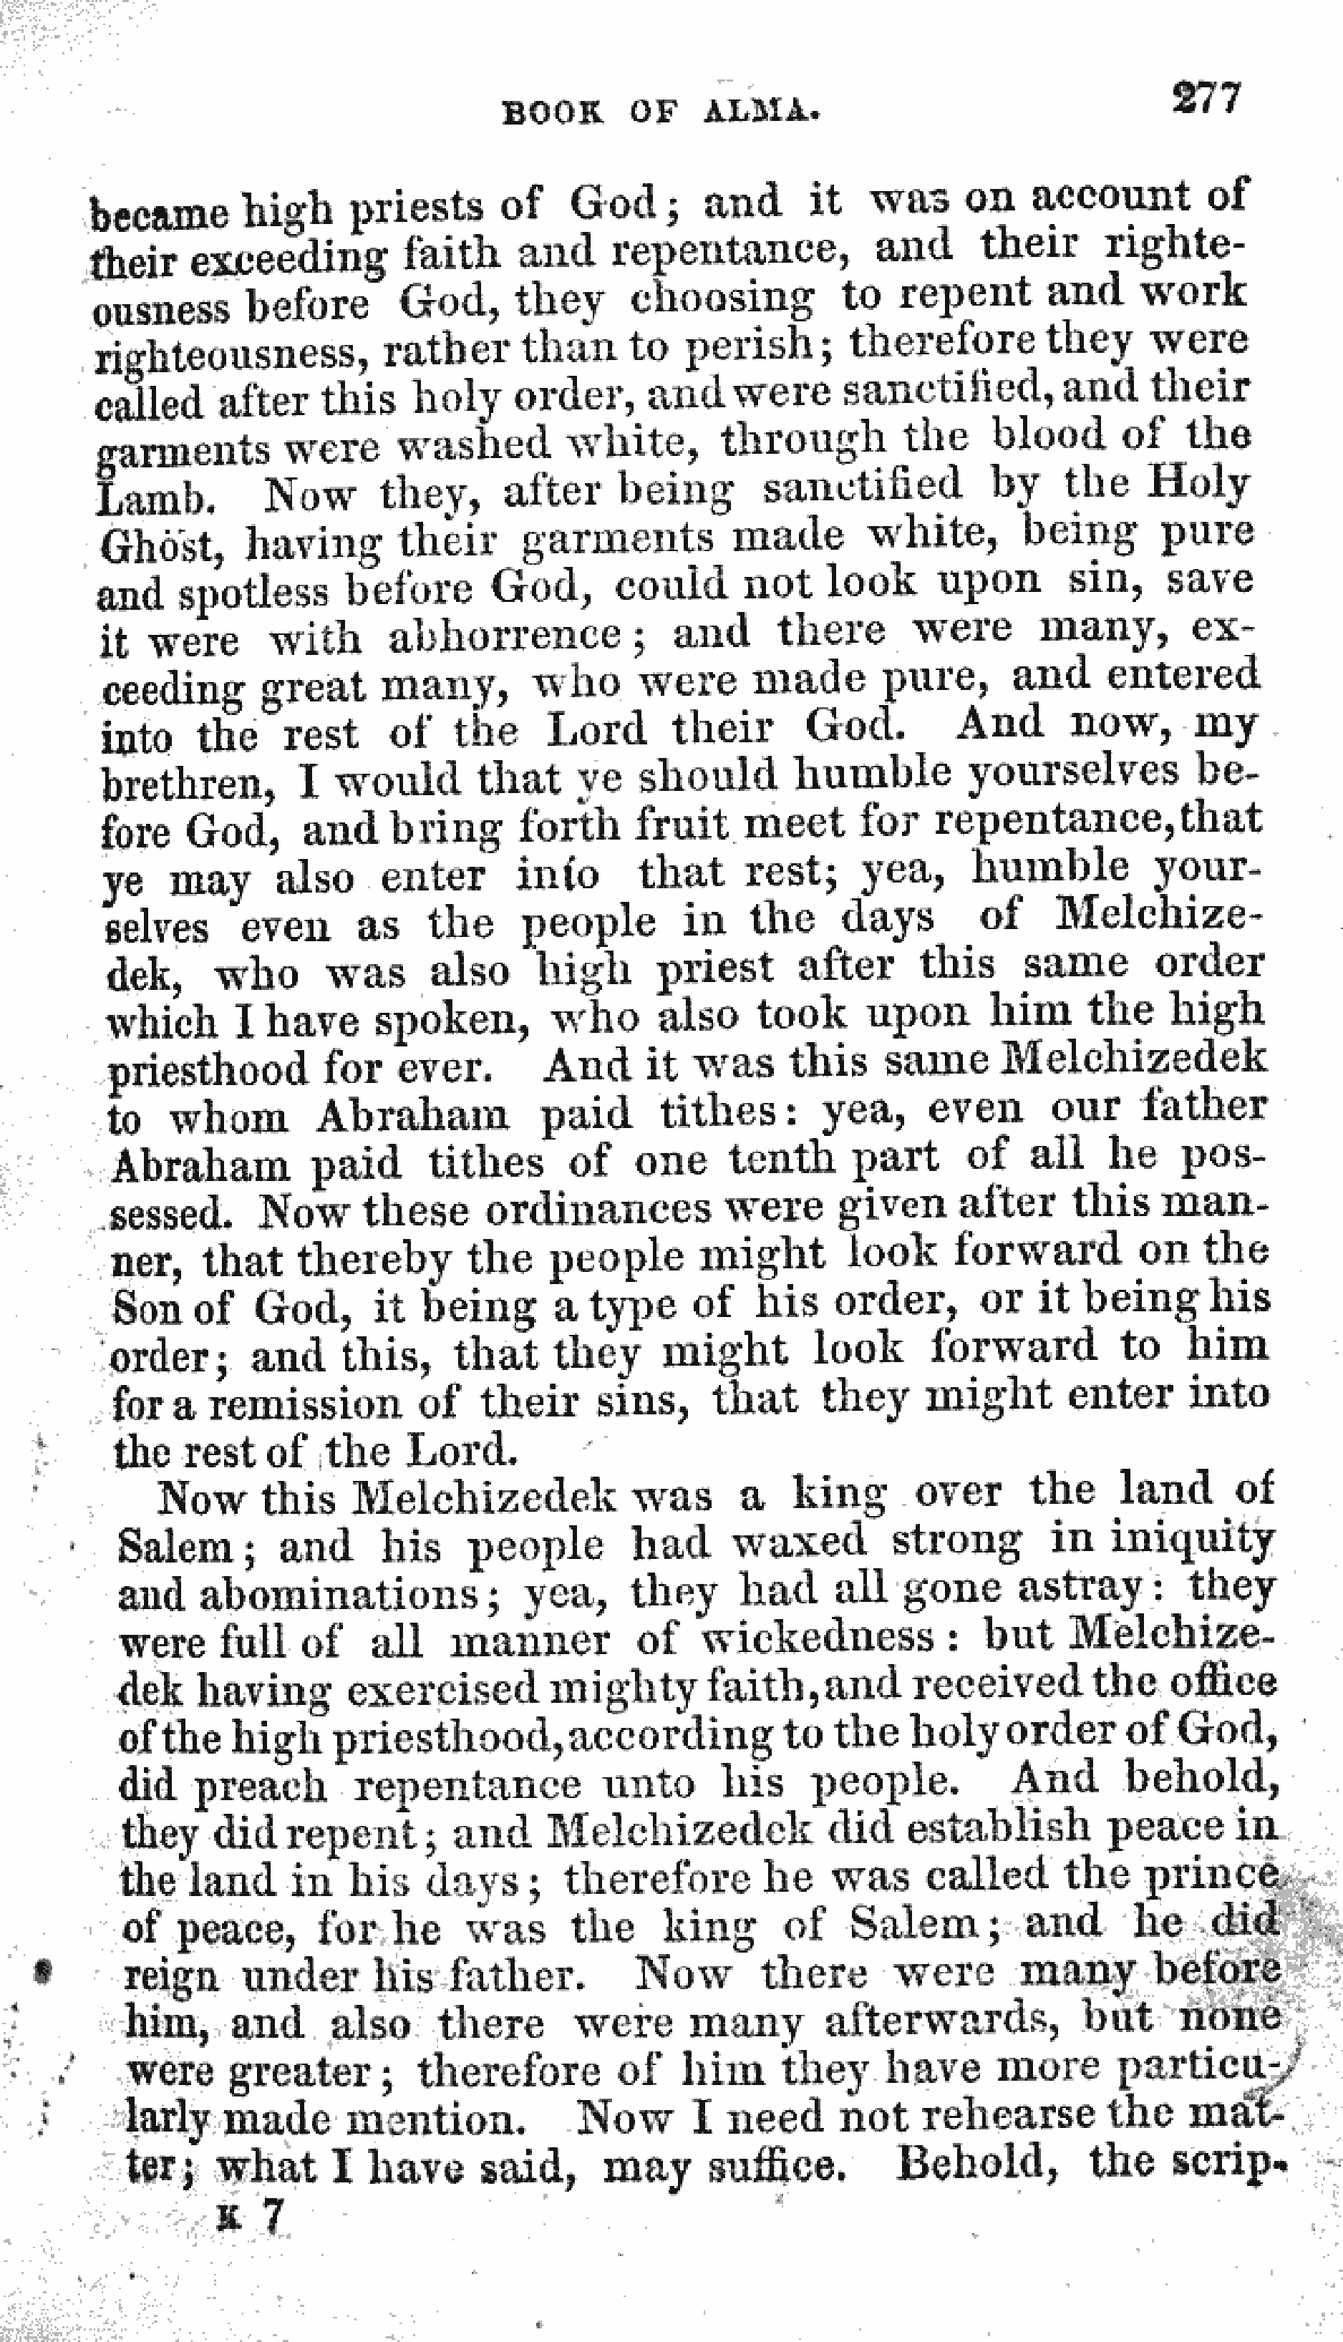 BOOK OF ALMA. 277
became high priests of God; and it was on account of
their exceeding faith and repentance, and their righte-
ousness before God, they choosing to repent and work
righteousness, rather than to perish; therefore they were
called after this holy order, and were sanctified, and their
garments were washed white, through the blood of the
Lamb. Now they, after being sanctified by the Holy
Ghost, having their garments made white, being pure
and spotless before God, could not look upon sin, save
it were with abhorrence; and there were many, ex-
ceeding great many, who were made pure, and entered
into the rest of the Lord their God. And now, my
brethren, I would that ye should humble yourselves be-
fore God, and bring forth fruit meet for repentance, that
ye may also enter into that rest; yea, humble your-
selves even as the people in the days of Melchize-
dek, who was also high priest after this same order
which I have spoken, who also took upon him the high
priesthood for ever. And it was this same Melchizedek
to whom Abraham paid tithes: yea, even our father
Abraham paid tithes of one tenth part of all he pos-
sessed. Now these ordinances were given after this man-
ner, that thereby the people might look forward on the
Son of God, it being a type of his order, or it being his
order; and this, that they might look forward to him
for a remission of their sins, that they might enter into
the rest of the Lord.
Now this Melchizedek was a king over the land of
Salem; and his people had waxed strong in iniquity
and abominations; yea, they had all gone astray: they
were full of all manner of wickedness: but Melchize-
dek having exercised mighty faith, and received the office
of the high priesthood, according to the holy order of God,
did preach repentance unto his people. And behold,
they did repent; and Melchizedek did establish peace in
the land in his days; therefore he was called the prince
of peace, for he was the king of Salem; and he did
reign under his father. Now there were many before
him, and also there were many afterwards, but none
were greater; therefore of him they have more particu-
larly made mention. Now I need not rehearse the mat-
ter; what I have said, may suffice. Behold, the scrip-
K 7